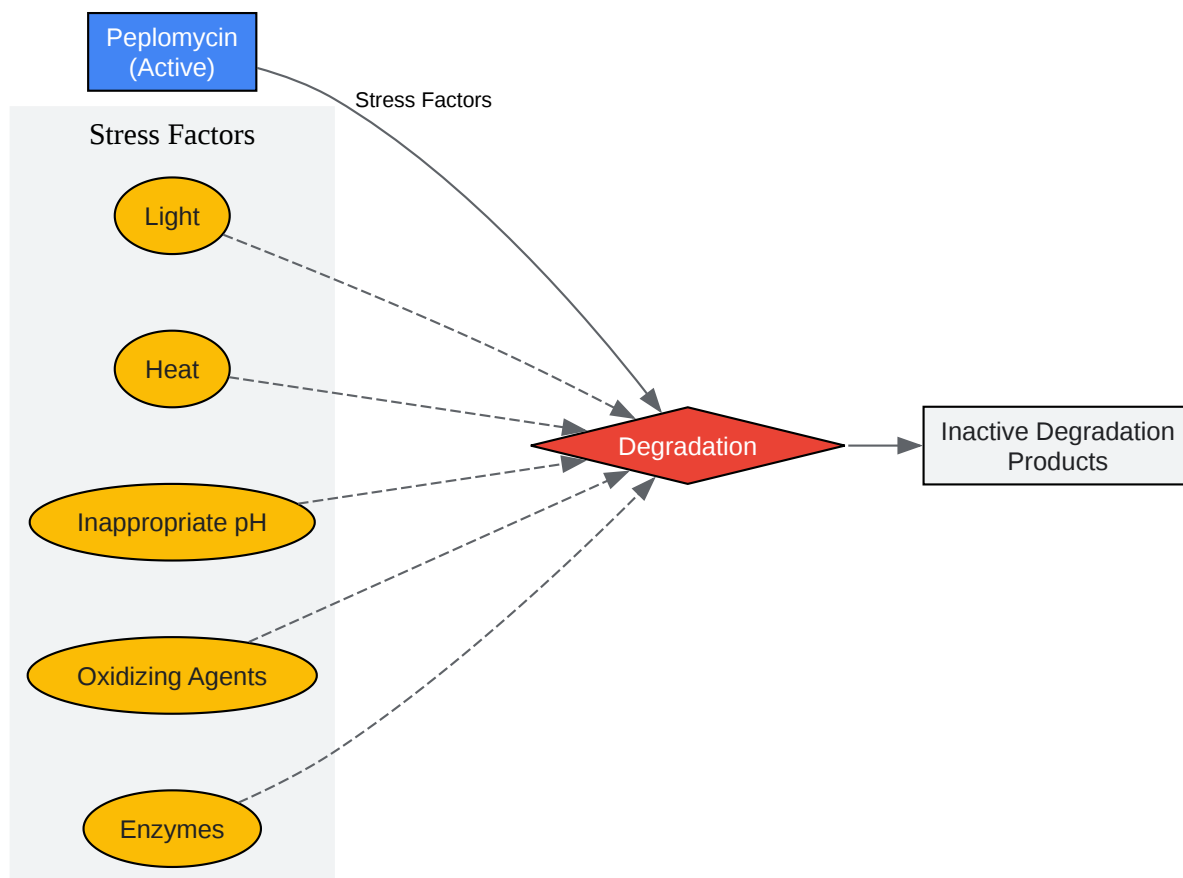 Peplomycin
(Active)
Stress Factors
Stress Factors
Light
Heat
Inappropriate pH
Oxidizing Agents
Enzymes
Degradation
Inactive Degradation
Products